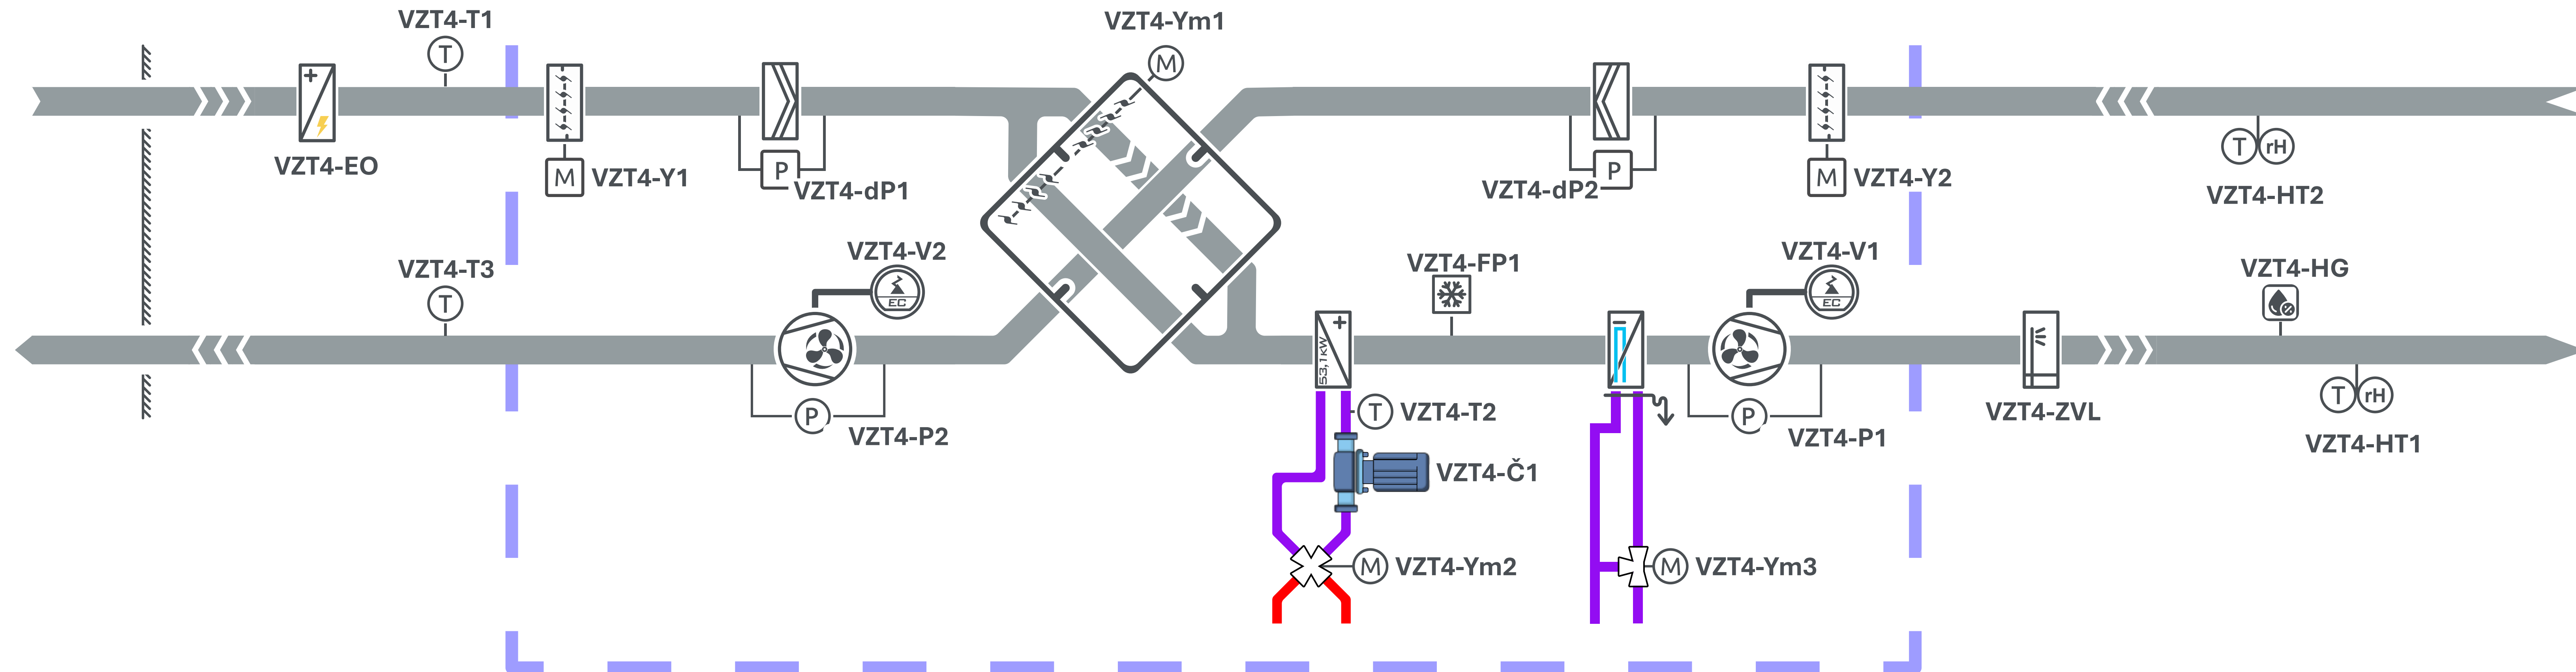 VZT4-T1
T
VZT4-Ym1
M
VZT4-EO
M
VZT4-Y1
P
VZT4-dP1
P
VZT4-dP2
M
VZT4-Y2
T
rH
VZT4-HT2
VZT4-T3
T
VZT4-V2
EC
VZT4-FP1
VZT4-V1
EC
VZT4-HG
53,1kW
P
VZT4-P2
T
VZT4-T2
P
VZT4-P1
VZT4-ZVL
T
rH
VZT4-HT1
VZT4-Č1
M
VZT4-Ym2
M
VZT4-Ym3